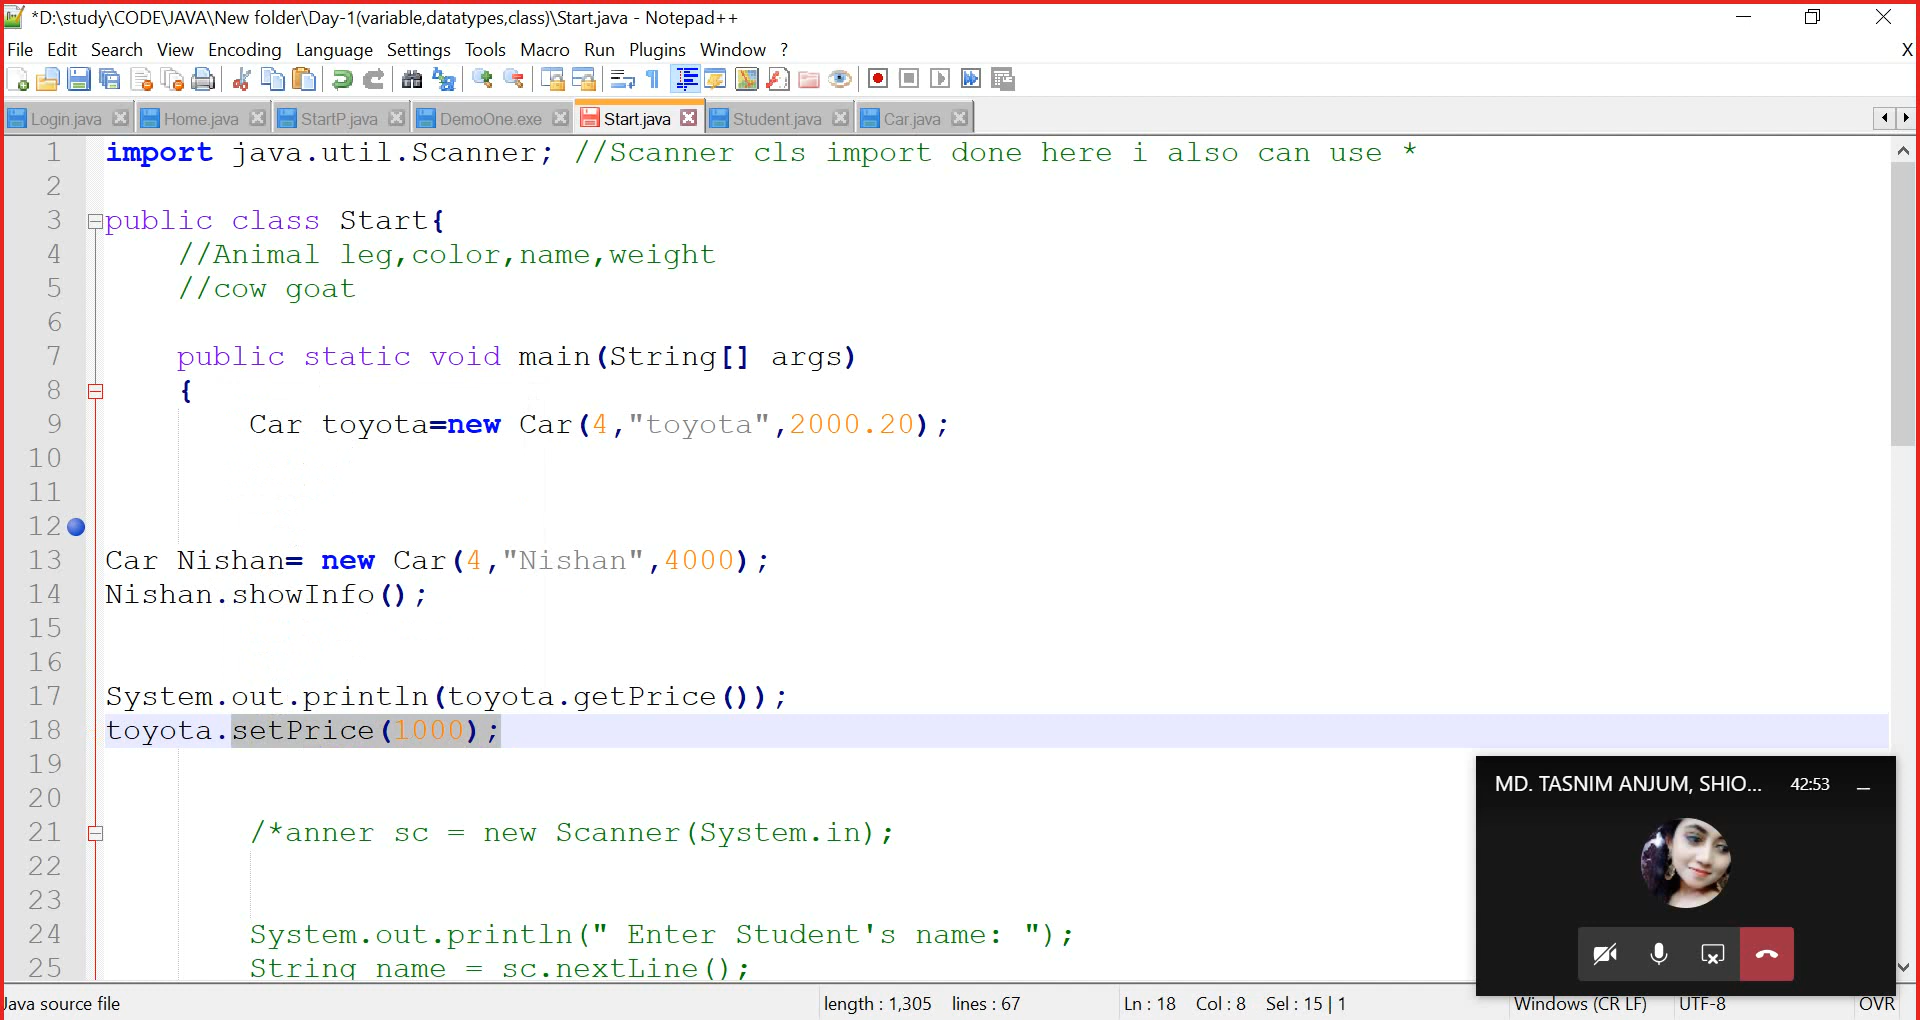 *D:\study\CODE\JAVA\New folder\Day-1(variable,datatypes,class)\Start.java - Notepad++
File Edit Search View Encoding Language Settings Tools Macro Run Plugins Window ? X
Login.java Home.java StartP.java DemoOne.exe Start.java Student.java Car.java
1 import java.util.Scanner; //Scanner cls import done here i also can use *
2
3 public class Start{
4 //Animal leg,color,name,weight
5 //cow goat
6
7 public static void main(String[] args)
8 {
9 Car toyota=new Car(4,"toyota",2000.20);
10
11
12
13 Car Nishan= new Car(4,"Nishan",4000);
14 Nishan.showInfo();
15
16
17 System.out.println(toyota.getPrice());
18 toyota.setPrice(1000);
19
20
21 /*anner sc = new Scanner(System.in);
22
23
24 System.out.println(" Enter Student's name: ");
25 String name = sc.nextLine();
MD. TASNIM ANJUM, SHIO... 42:53
Java source file length : 1,305 lines : 67 Ln : 18 Col : 8 Sel : 15 | 1 Windows (CR LF) UTF-8 OVR